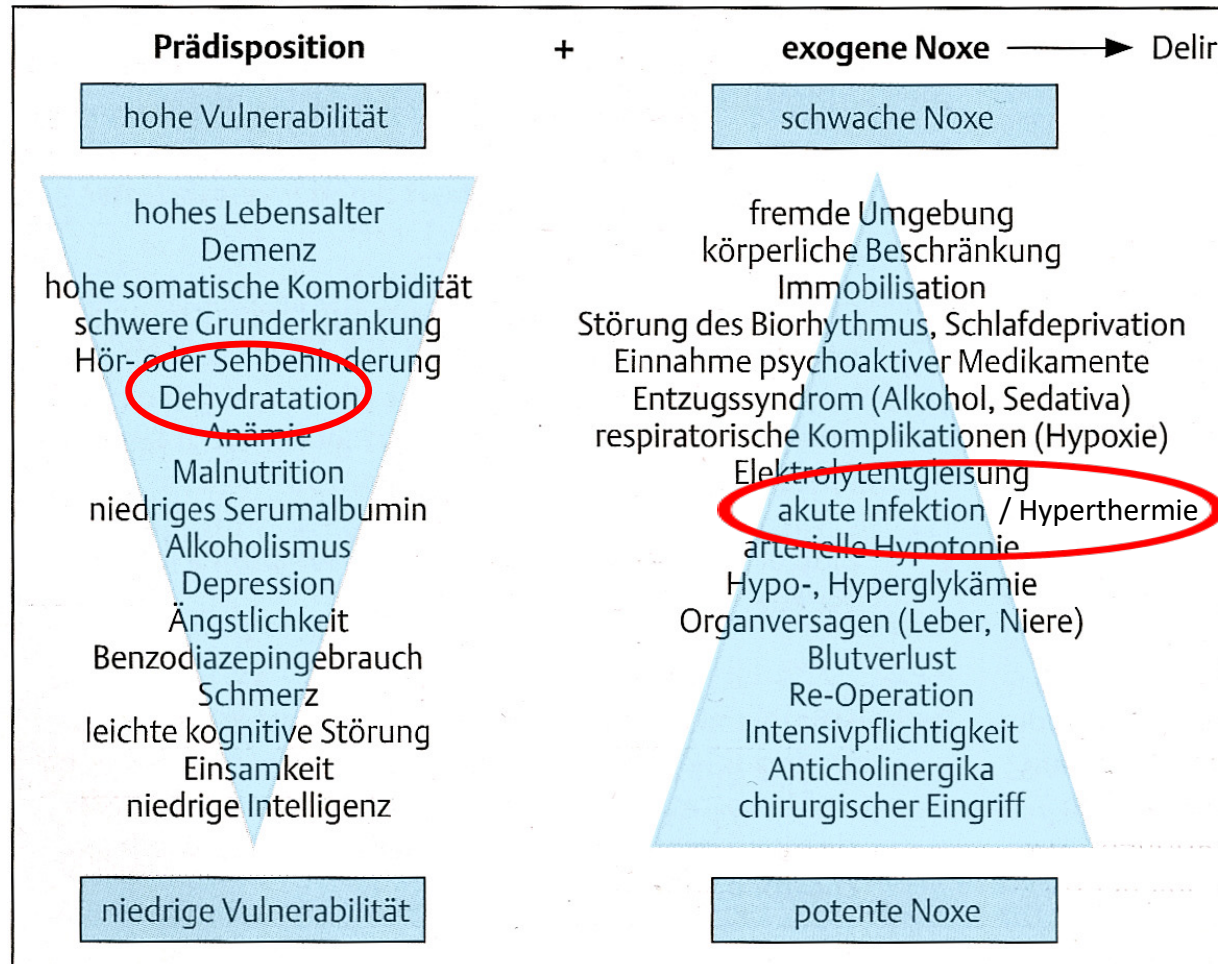 Prädisposition + exogene Noxe → Delir
hohe Vulnerabilität
hohes Lebensalter
Demenz
hohe somatische Komorbidität
schwere Grunderkrankung
Hör- oder Sehbehinderung
Dehydratation
Anämie
Malnutrition
niedriges Serumalbumin
Alkoholismus
Depression
Ängstlichkeit
Benzodiazepingebrauch
Schmerz
leichte kognitive Störung
Einsamkeit
niedrige Intelligenz
niedrige Vulnerabilität
schwache Noxe
fremde Umgebung
körperliche Beschränkung
Immobilisation
Störung des Biorhythmus, Schlafdeprivation
Einnahme psychoaktiver Medikamente
Entzugssyndrom (Alkohol, Sedativa)
respiratorische Komplikationen (Hypoxie)
Elektrolytentgleisung
akute Infektion / Hyperthermie
arterielle Hypotonie
Hypo-, Hyperglykämie
Organversagen (Leber, Niere)
Blutverlust
Re-Operation
Intensivpflichtigkeit
Anticholinergika
chirurgischer Eingriff
potente Noxe